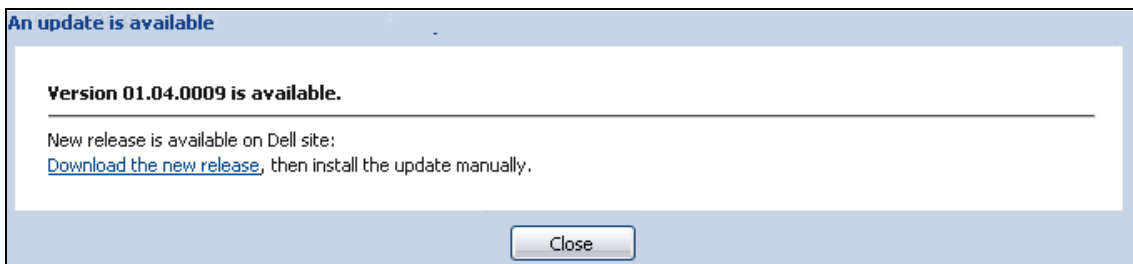 An update is available
Version 01.04.0009 is available.
New release is available on Dell site:
Download the new release, then install the update manually.
Close